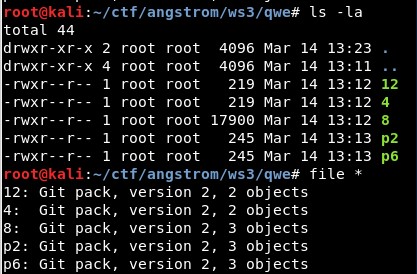 root@kali:~/ctf/angstrom/ws3/qwe# ls -la
total 44
drwxr-xr-x 2 root root  4096 Mar 14 13:23 .
drwxr-xr-x 4 root root  4096 Mar 14 13:11 ..
-rwxr--r-- 1 root root   219 Mar 14 13:12 12
-rwxr--r-- 1 root root   219 Mar 14 13:12 4
-rwxr--r-- 1 root root 17900 Mar 14 13:12 8
-rwxr--r-- 1 root root   245 Mar 14 13:13 p2
-rwxr--r-- 1 root root   245 Mar 14 13:13 p6
root@kali:~/ctf/angstrom/ws3/qwe# file *
12: Git pack, version 2, 2 objects
4:  Git pack, version 2, 2 objects
8:  Git pack, version 2, 3 objects
p2: Git pack, version 2, 3 objects
p6: Git pack, version 2, 3 objects